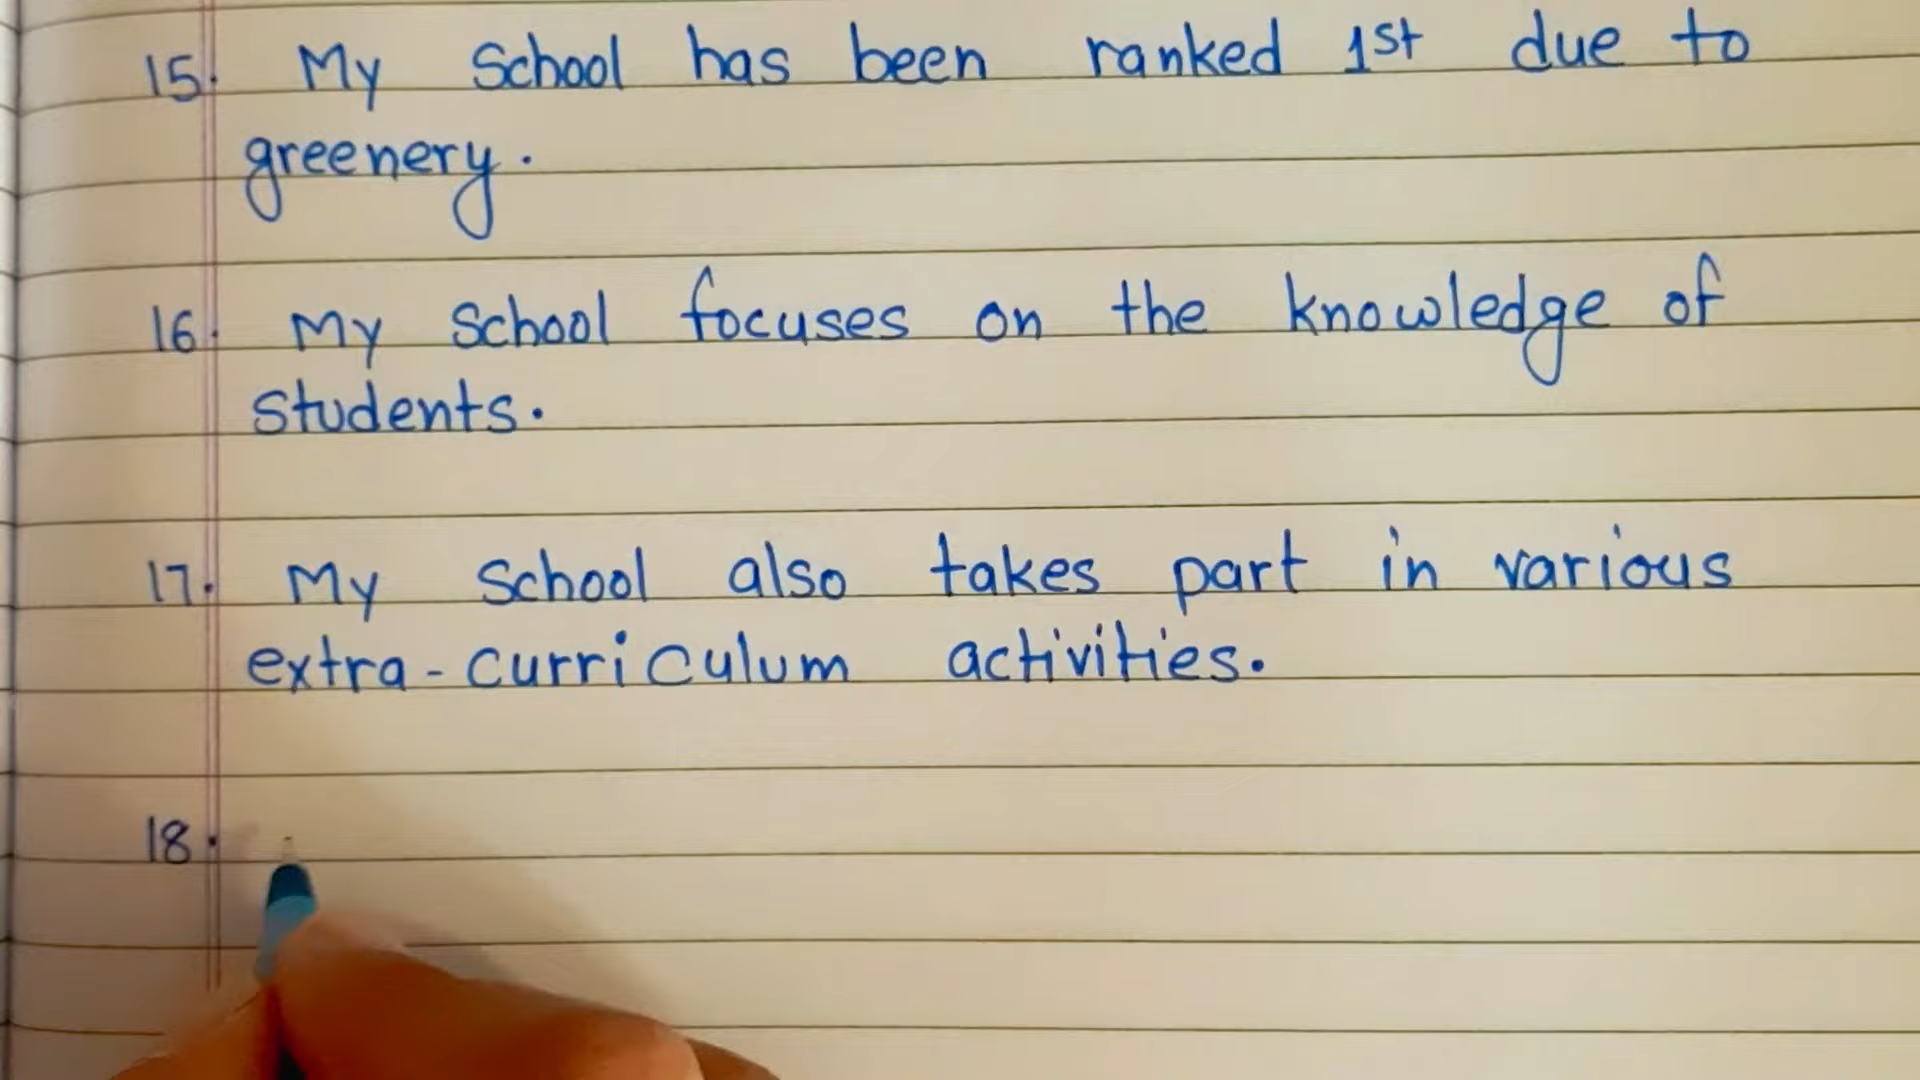 15. My School has been ranked 1st due to
greenery.
16. My School focuses on the knowledge of
students.
17. My School also takes part in various
extra-curriculum activities.
18.